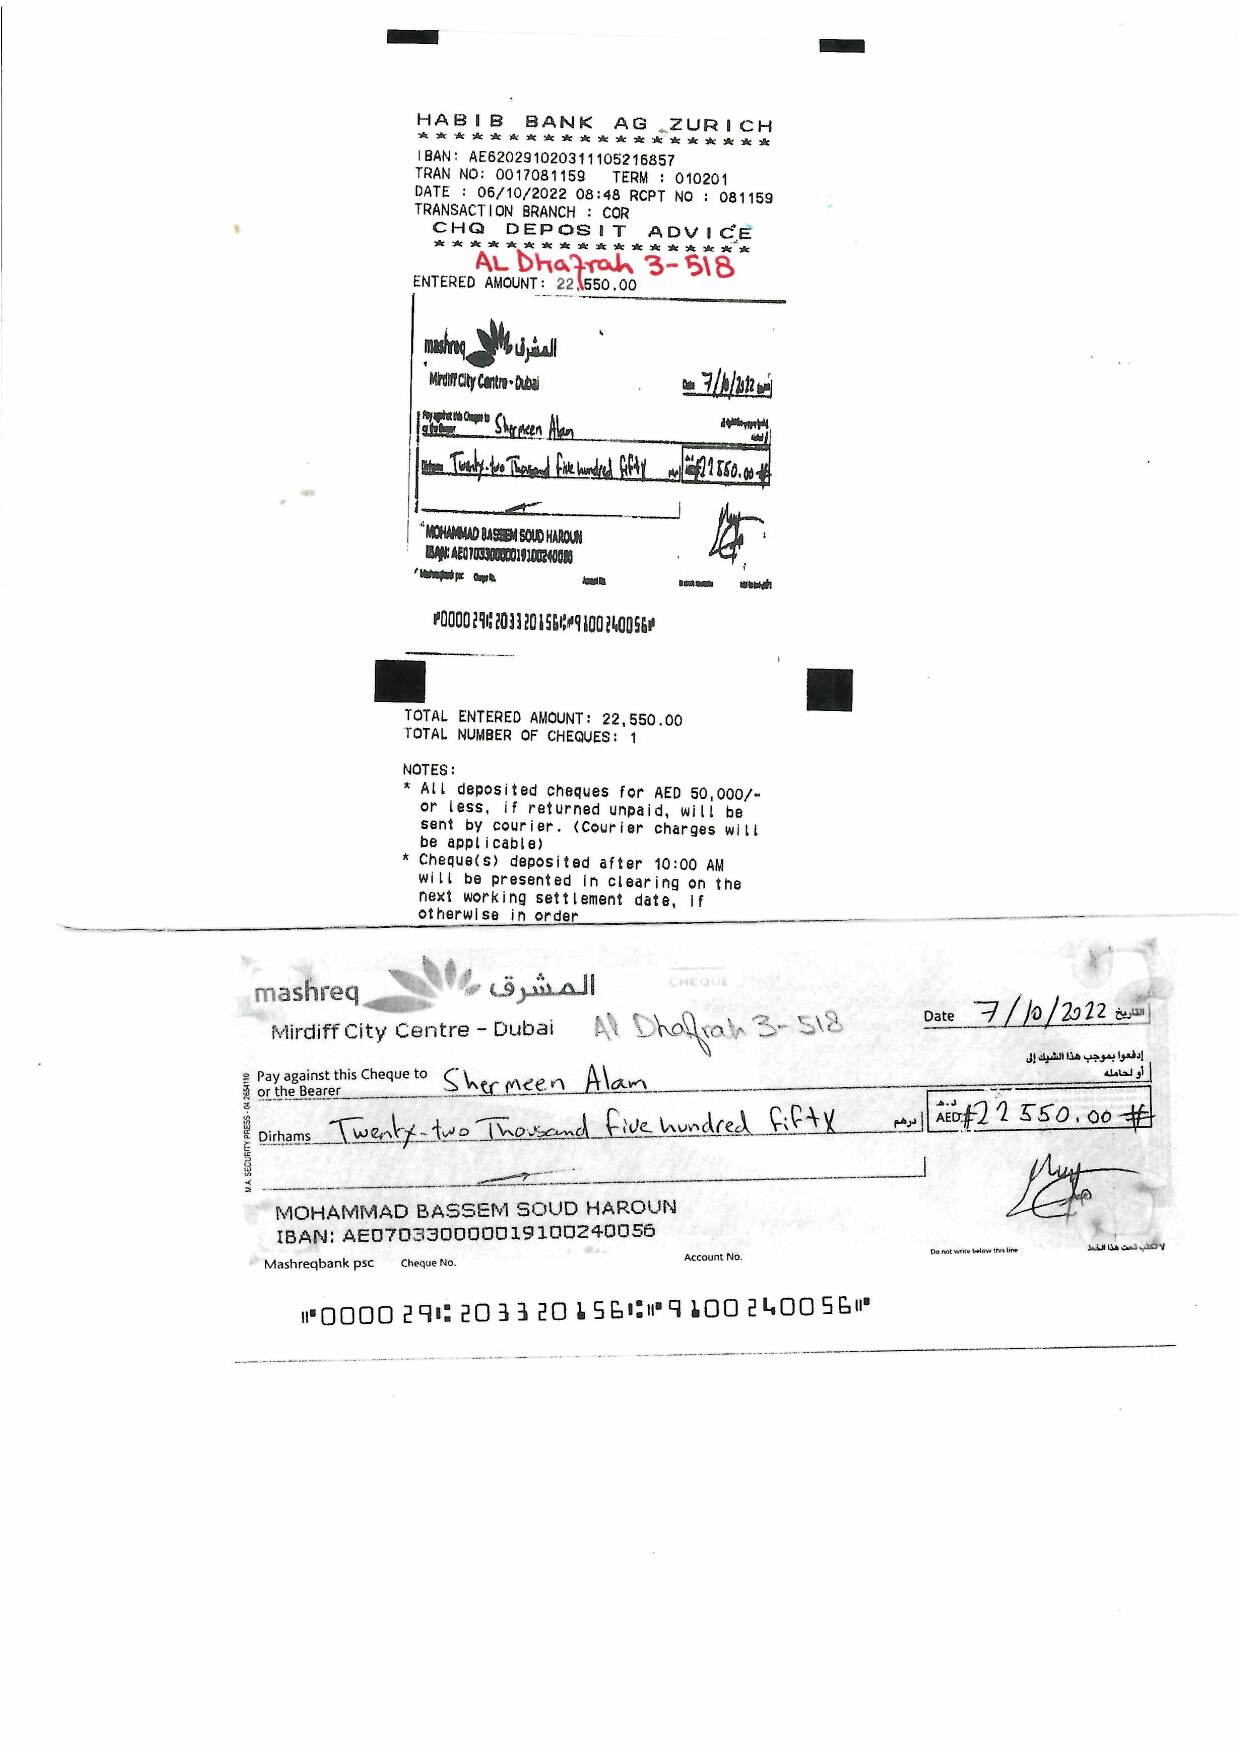 HABIB BANK AG ZURICH
* * * * * * * * * * * * * * * * * * * *
IBAN: AE620291020311105216857
TRAN NO: 0017081159 TERM : 010201
DATE : 06/10/2022 08:48 RCPT NO : 081159
TRANSACTION BRANCH : COR
CHQ DEPOSIT ADVICE
* * * * * * * * * * * * * * * * * *
AL Dhafrah 3-518
ENTERED AMOUNT: 22,550.00
mashreq المشرق
Mirdiff City Centre - Dubai
Date 7/10/2022 التاريخ
Pay against this Cheque to Shermeen Alam
or the Bearer
Dirhams Twenty-two Thousand five hundred fifty درهم #22550.00#
MOHAMMAD BASSEM SOUD HAROUN
IBAN: AE070330000019100240056
Mashreqbank psc Cheque No. Account No.
⑈000029⑆203320156⑆⑈9100240056⑈
TOTAL ENTERED AMOUNT: 22,550.00
TOTAL NUMBER OF CHEQUES: 1
NOTES:
* All deposited cheques for AED 50,000/-
or less, if returned unpaid, will be
sent by courier. (Courier charges will
be applicable)
* Cheque(s) deposited after 10:00 AM
will be presented in clearing on the
next working settlement date, if
otherwise in order
mashreq المشرق
CHEQUE
Mirdiff City Centre - Dubai Al Dhafrah 3-518
Date 7/10/2022 التاريخ
إدفعوا بموجب هذا الشيك إلى
Pay against this Cheque to Shermeen Alam
or the Bearer أو لحامله
Dirhams Twenty-two Thousand five hundred fifty درهم د.هـ AED #22550.00#
MOHAMMAD BASSEM SOUD HAROUN
IBAN: AE070330000019100240056
Mashreqbank psc Cheque No. Account No. Do not write below this line لا تكتب تحت هذا الخط
⑈000029⑆203320156⑆⑈9100240056⑈